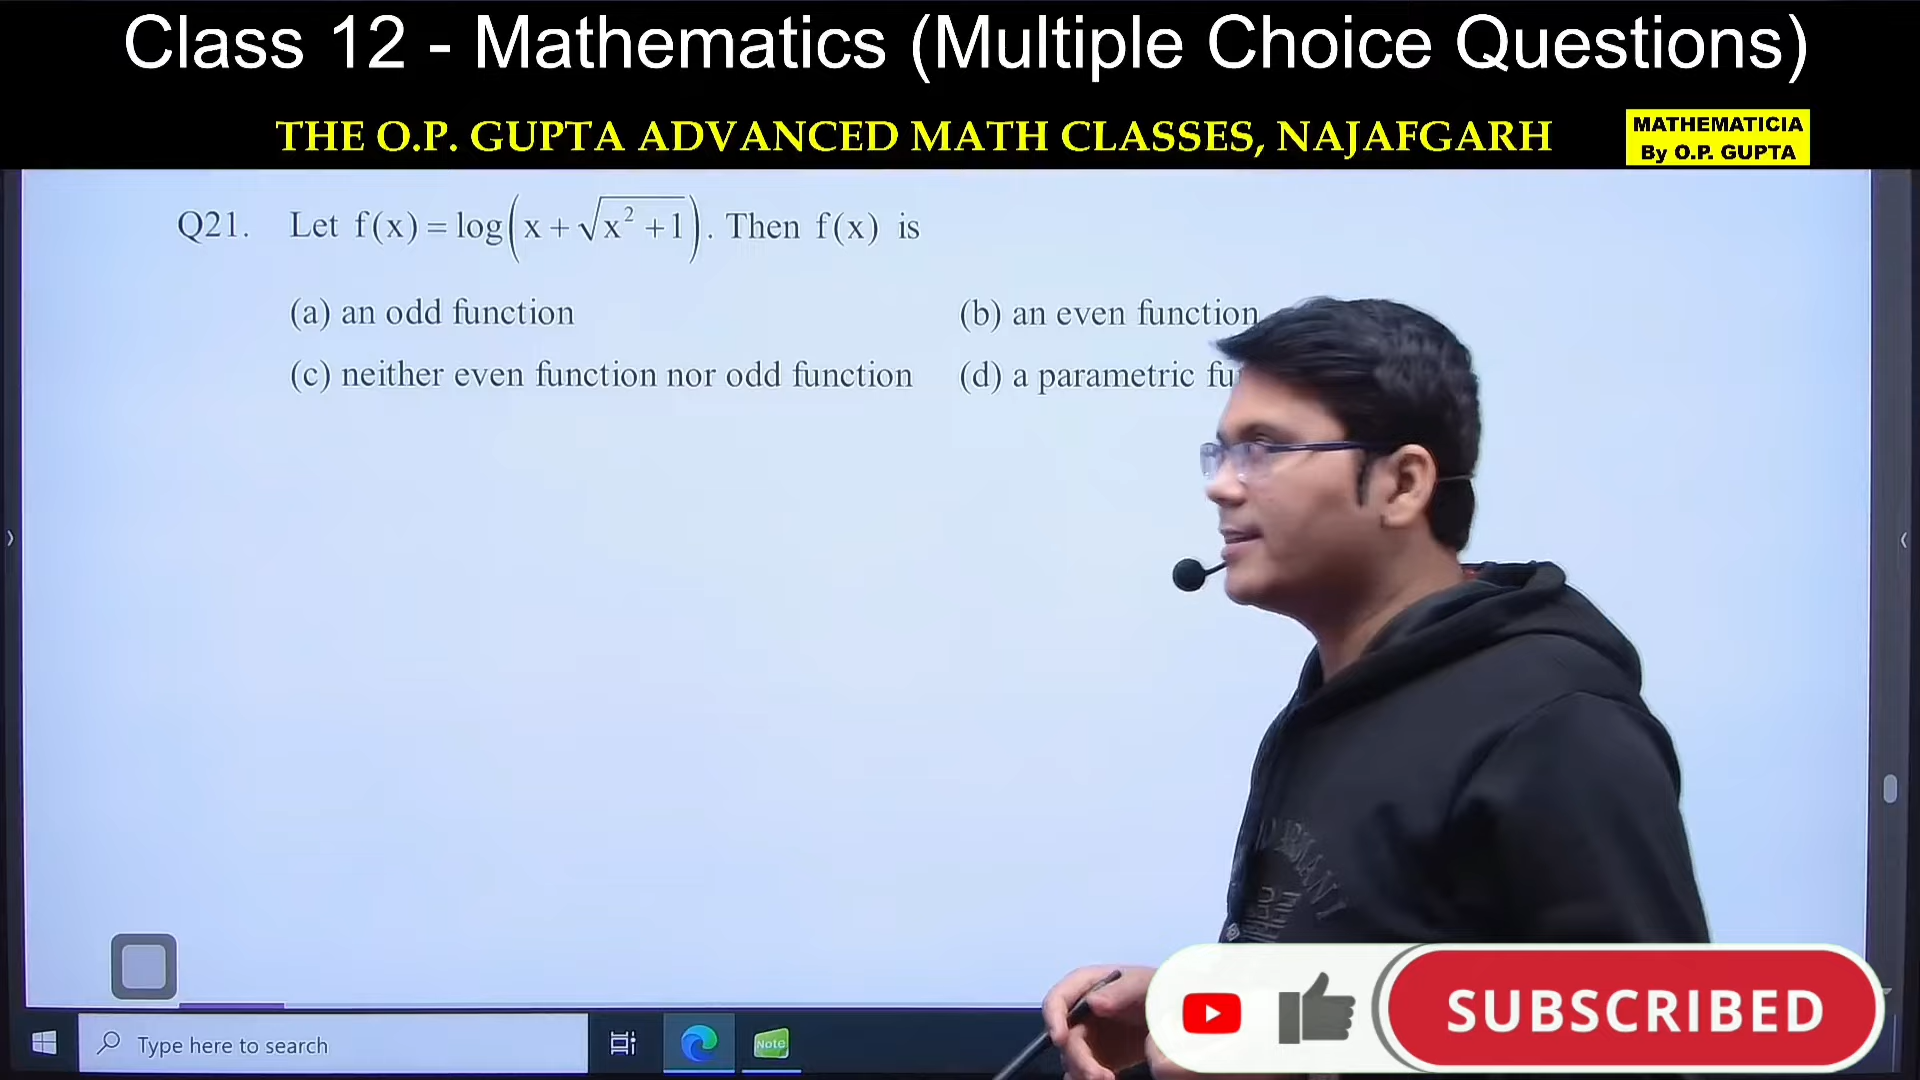 Class 12 - Mathematics (Multiple Choice Questions)
THE O.P. GUPTA ADVANCED MATH CLASSES, NAJAFGARH
MATHEMATICIA
By O.P. GUPTA
Q21. Let f(x) = log(x + √(x² + 1)). Then f(x) is
(a) an odd function (b) an even function
(c) neither even function nor odd function (d) a parametric
Type here to search
Note
SUBSCRIBED